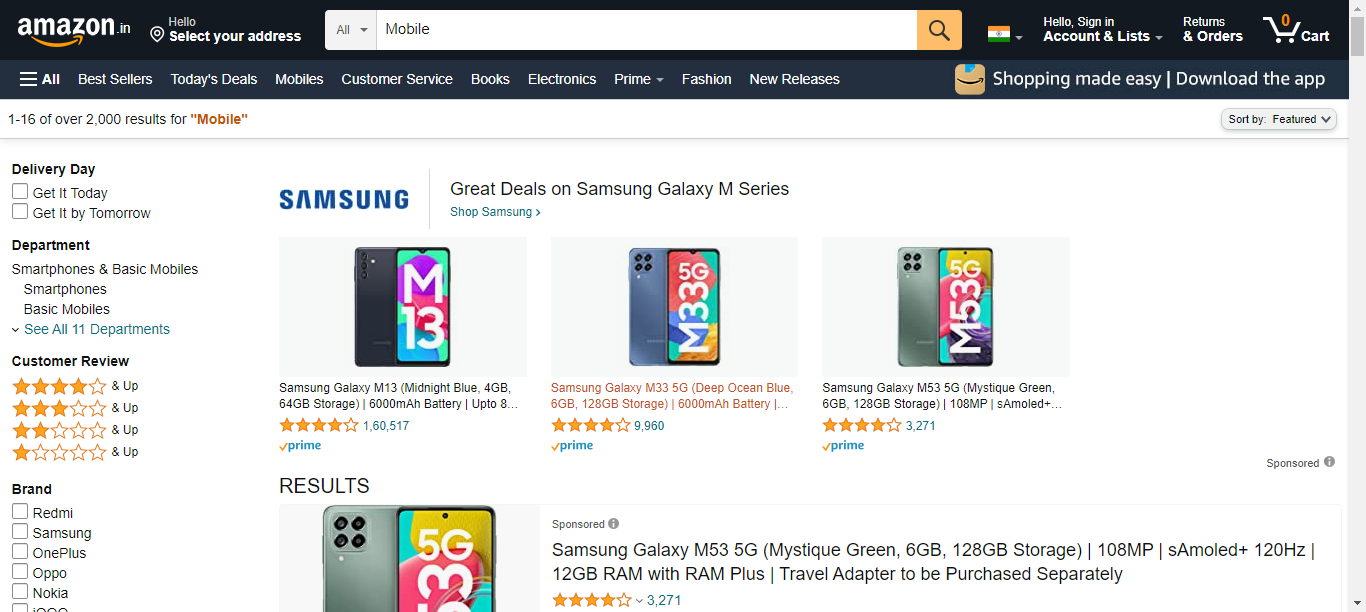 amazon.in
Hello
Select your address
All
Mobile
Hello, Sign in
Account & Lists
Returns
& Orders
0
Cart
All
Best Sellers
Today's Deals
Mobiles
Customer Service
Books
Electronics
Prime
Fashion
New Releases
Shopping made easy | Download the app
1-16 of over 2,000 results for "Mobile"
Sort by: Featured
Delivery Day
Get It Today
Get It by Tomorrow
Department
Smartphones & Basic Mobiles
Smartphones
Basic Mobiles
See All 11 Departments
Customer Review
& Up
& Up
& Up
& Up
Brand
Redmi
Samsung
OnePlus
Oppo
Nokia
iQOO
SAMSUNG
Great Deals on Samsung Galaxy M Series
Shop Samsung ›
M
13
5G
M33
5G
M53
Samsung Galaxy M13 (Midnight Blue, 4GB,
64GB Storage) | 6000mAh Battery | Upto 8...
1,60,517
prime
Samsung Galaxy M33 5G (Deep Ocean Blue,
6GB, 128GB Storage) | 6000mAh Battery |...
9,960
prime
Samsung Galaxy M53 5G (Mystique Green,
6GB, 128GB Storage) | 108MP | sAmoled+...
3,271
prime
Sponsored
RESULTS
5G
Sponsored
Samsung Galaxy M53 5G (Mystique Green, 6GB, 128GB Storage) | 108MP | sAmoled+ 120Hz |
12GB RAM with RAM Plus | Travel Adapter to be Purchased Separately
3,271